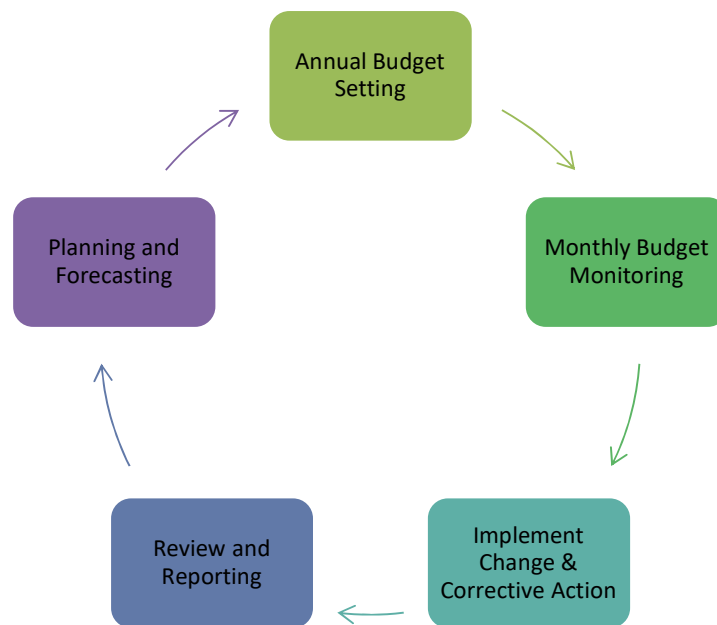 Annual Budget
Setting
Monthly Budget
Monitoring
Implement
Change &
Corrective Action
Review and
Reporting
Planning and
Forecasting